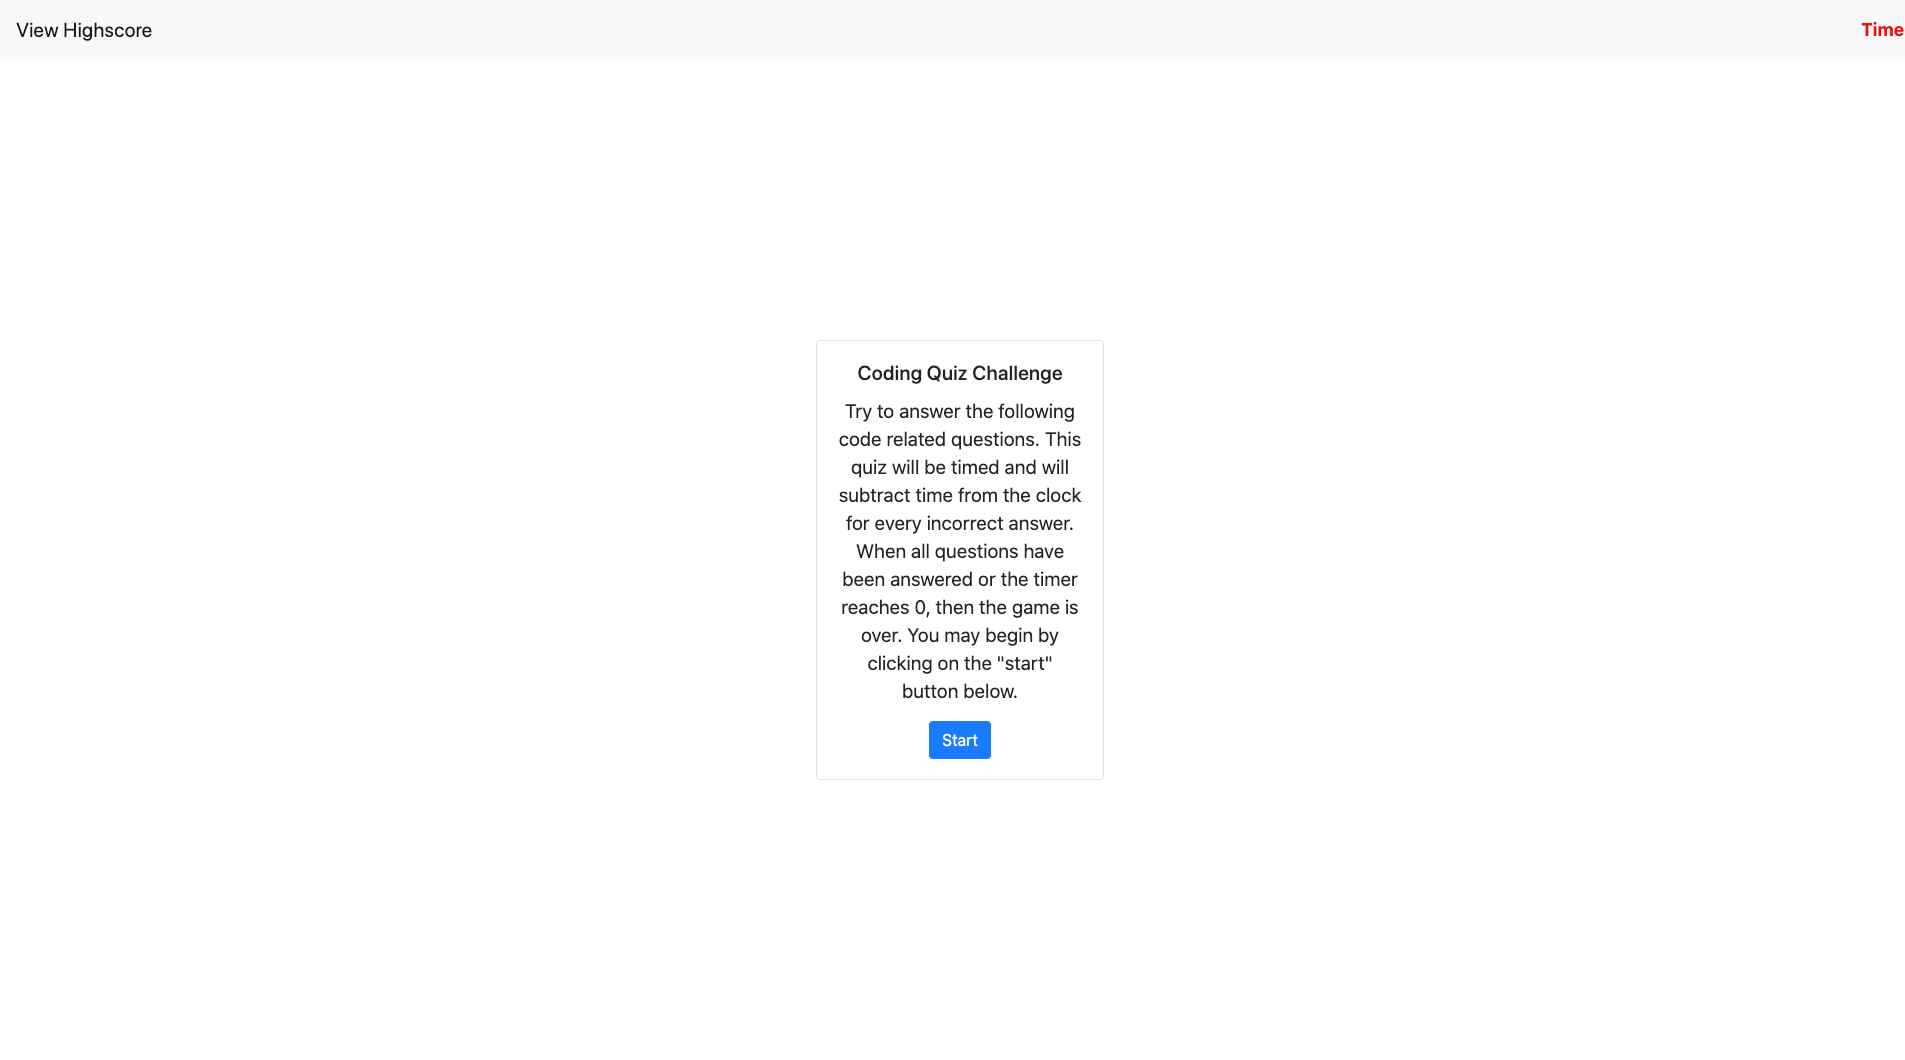 View Highscore
Time
Coding Quiz Challenge
Try to answer the following
code related questions. This
quiz will be timed and will
subtract time from the clock
for every incorrect answer.
When all questions have
been answered or the timer
reaches 0, then the game is
over. You may begin by
clicking on the "start"
button below.
Start